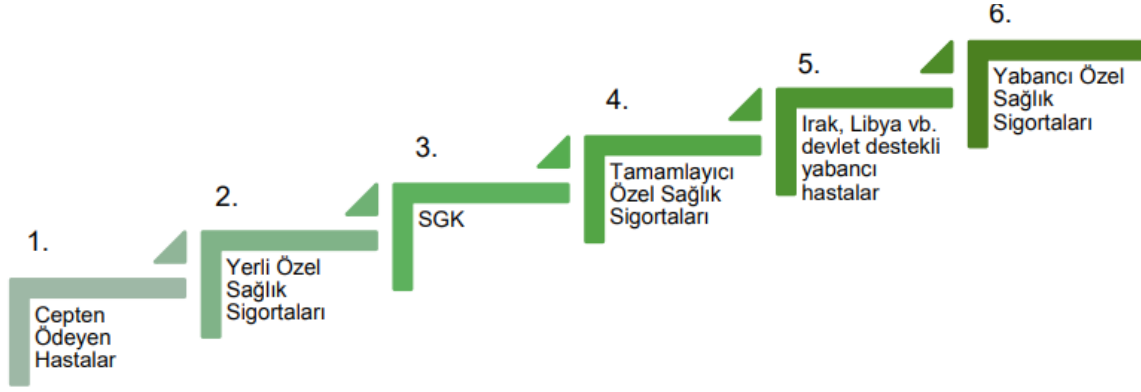 1.
Cepten
Ödeyen
Hastalar
2.
Yerli Özel
Sağlık
Sigortaları
3.
SGK
4.
Tamamlayıcı
Özel Sağlık
Sigortaları
5.
Irak, Libya vb.
devlet destekli
yabancı
hastalar
6.
Yabancı Özel
Sağlık
Sigortaları